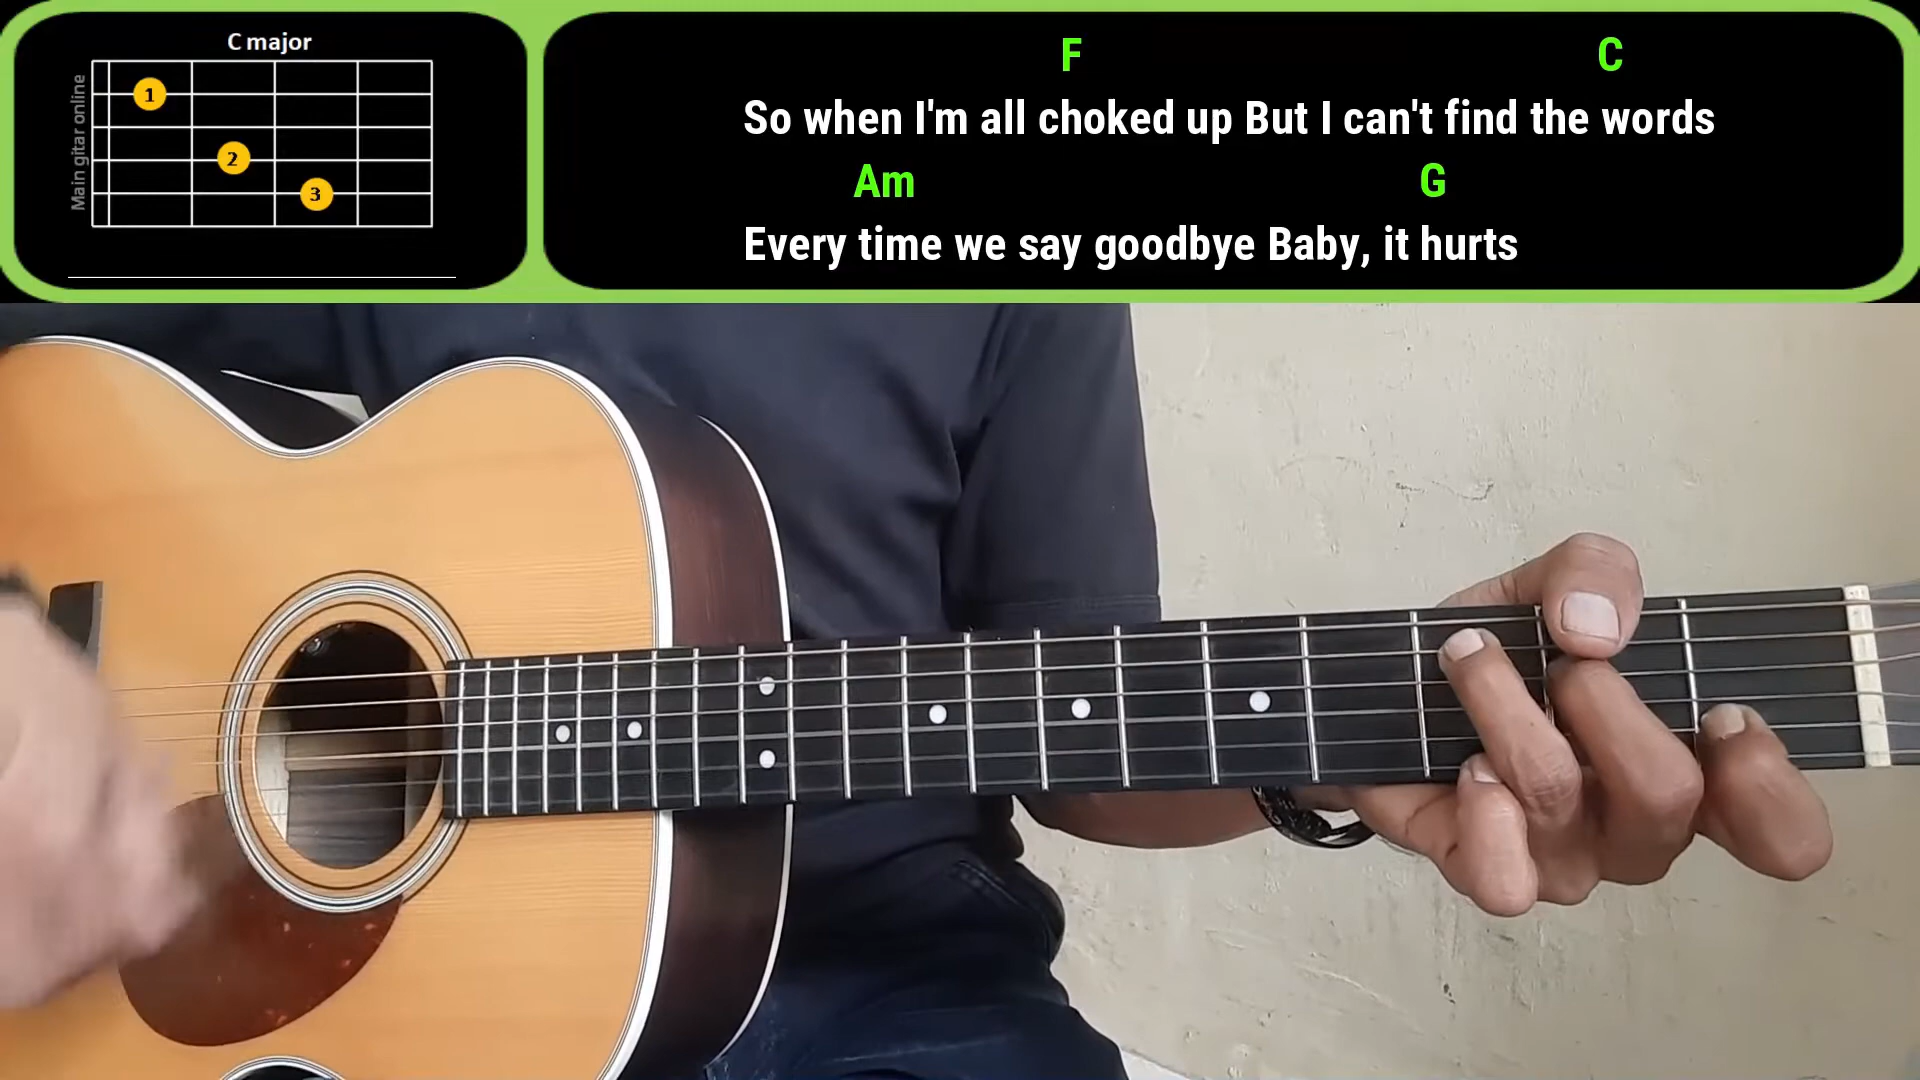 C major
Main gitar online
1
2
3
F C
So when I'm all choked up But I can't find the words
Am G
Every time we say goodbye Baby, it hurts